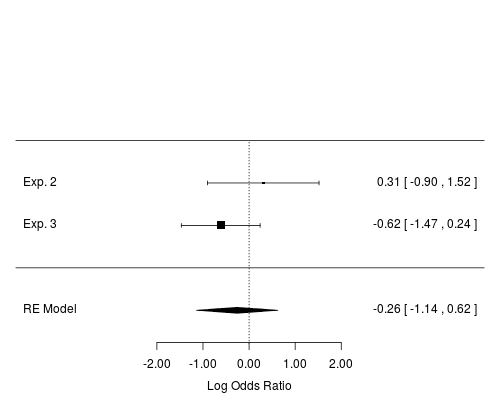 Exp. 2 0.31 [ -0.90 , 1.52 ]
Exp. 3 -0.62 [ -1.47 , 0.24 ]
RE Model -0.26 [ -1.14 , 0.62 ]
-2.00 -1.00 0.00 1.00 2.00
Log Odds Ratio